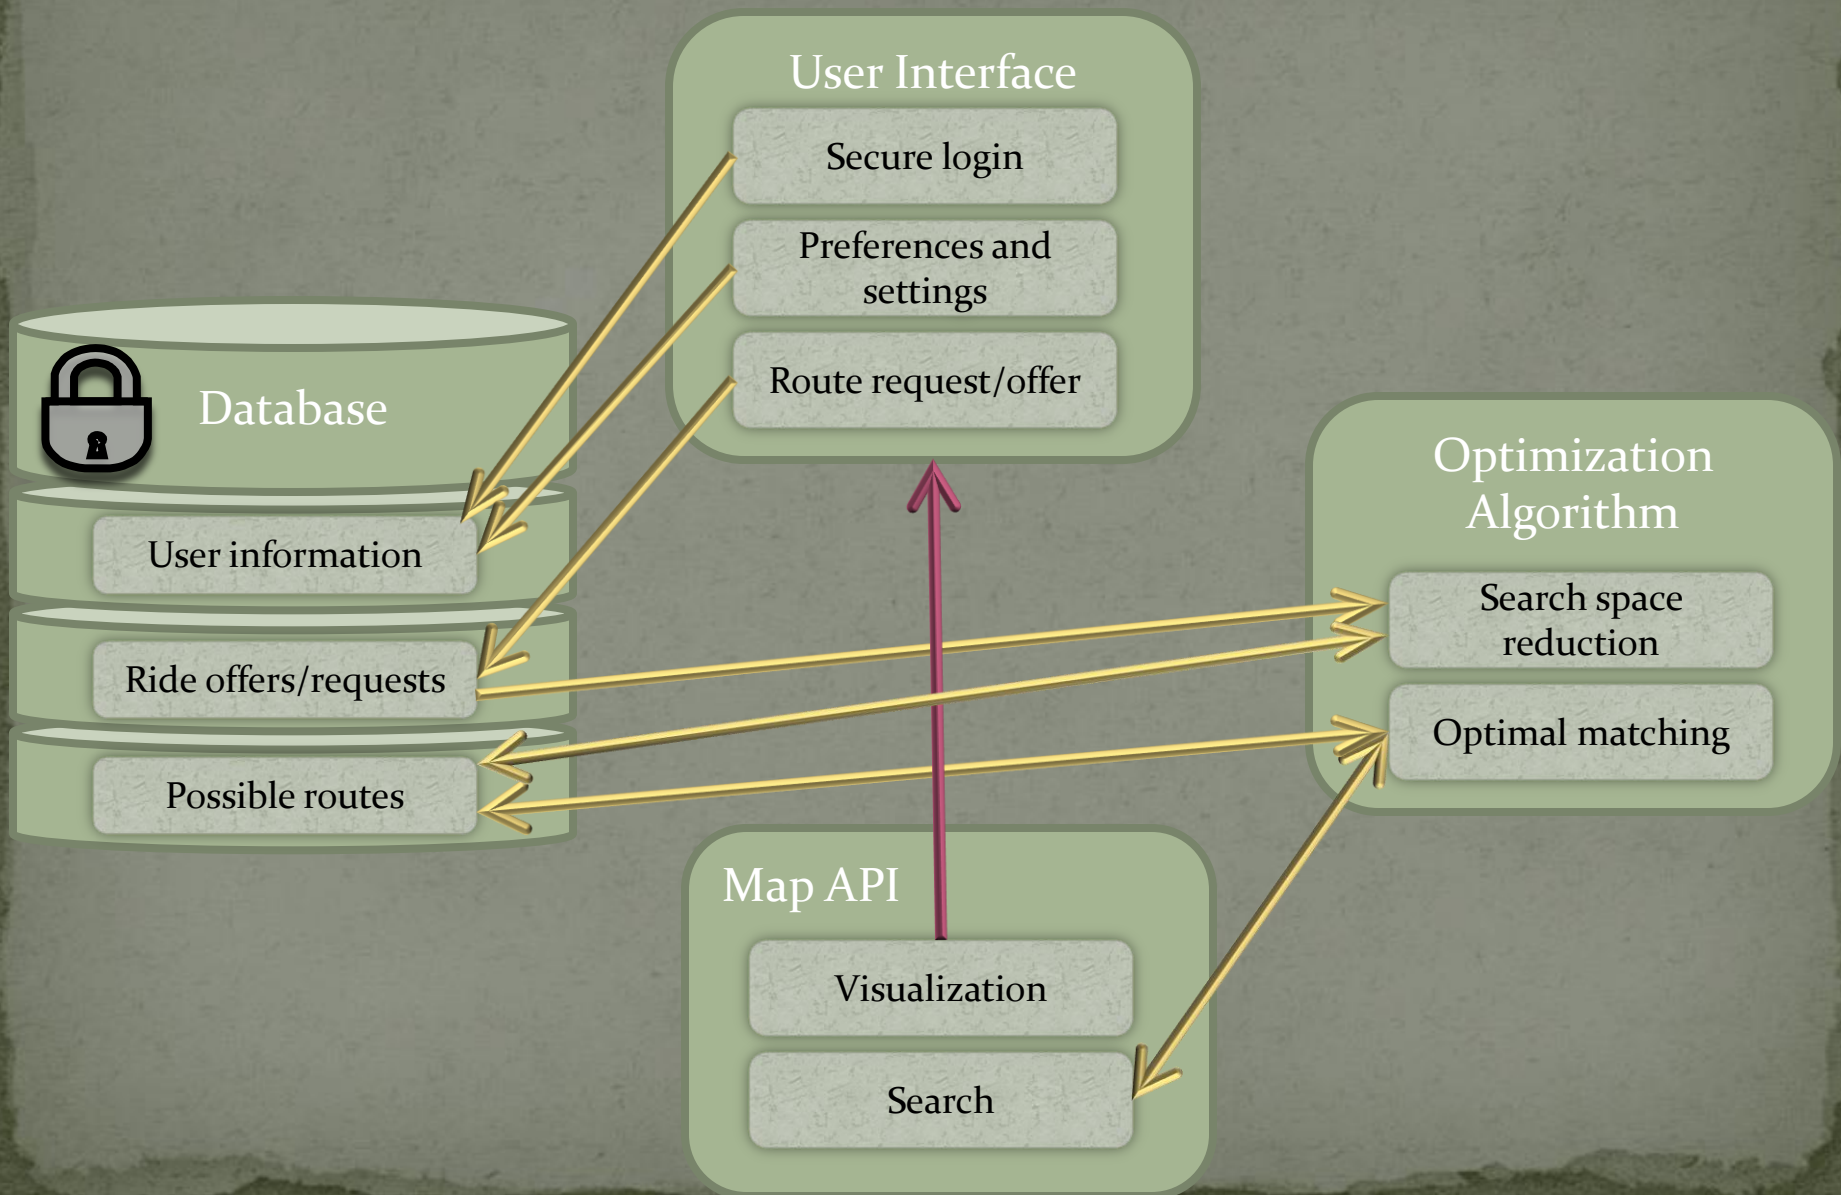 User Interface
Secure login
Preferences and
settings
Route request/offer
Database
User information
Ride offers/requests
Possible routes
Optimization
Algorithm
Search space
reduction
Optimal matching
Map API
Visualization
Search